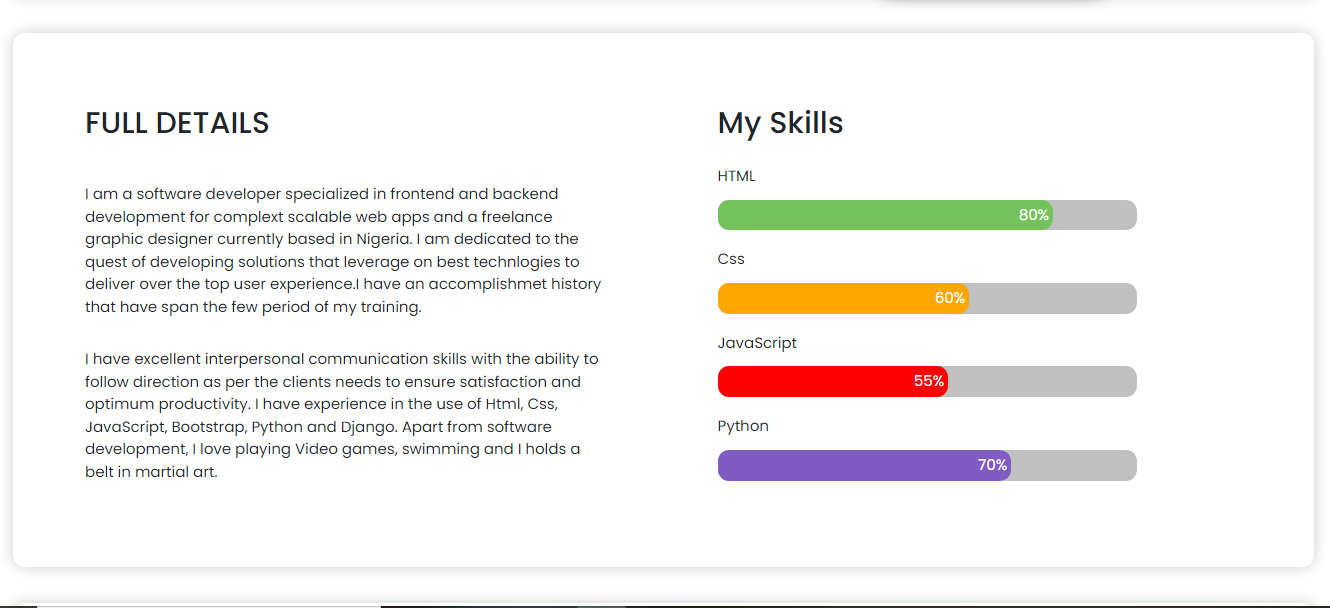 FULL DETAILS
I am a software developer specialized in frontend and backend
development for complext scalable web apps and a freelance
graphic designer currently based in Nigeria. I am dedicated to the
quest of developing solutions that leverage on best technlogies to
deliver over the top user experience.I have an accomplishmet history
that have span the few period of my training.
I have excellent interpersonal communication skills with the ability to
follow direction as per the clients needs to ensure satisfaction and
optimum productivity. I have experience in the use of Html, Css,
JavaScript, Bootstrap, Python and Django. Apart from software
development, I love playing Video games, swimming and I holds a
belt in martial art.
My Skills
HTML
80%
Css
60%
JavaScript
55%
Python
70%